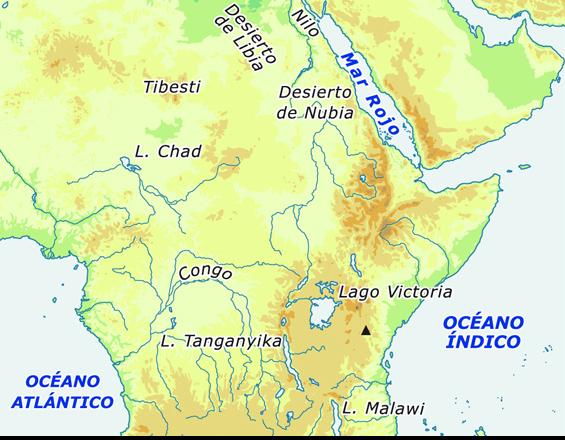 Desierto
de Libia
Nilo
Mar Rojo
Tibesti
Desierto
de Nubia
L. Chad
Congo
Lago Victoria
OCÉANO
ÍNDICO
L. Tanganyika
OCÉANO
ATLÁNTICO
L. Malawi